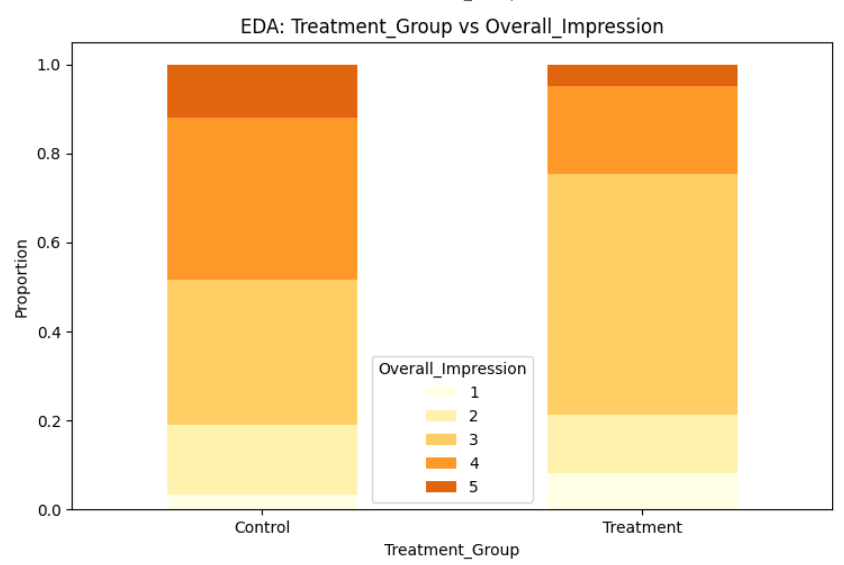 EDA: Treatment_Group vs Overall_Impression
1.0
0.8
0.6
0.4
0.2
0.0
Proportion
Overall_Impression
1
2
3
4
5
Control
Treatment
Treatment_Group